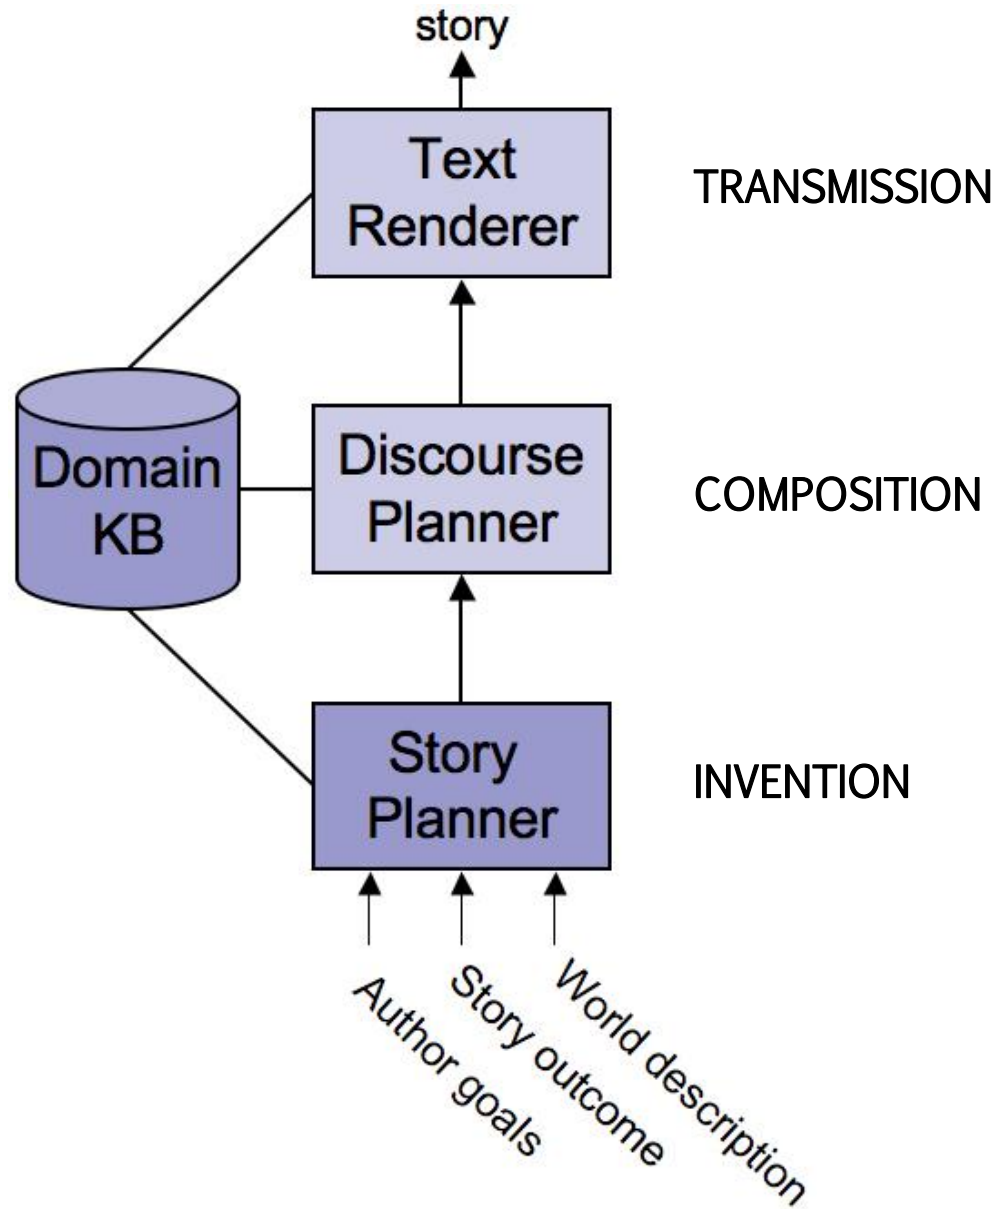 story
Text
Renderer
TRANSMISSION
Domain
KB
Discourse
Planner
COMPOSITION
Story
Planner
INVENTION
Author goals
Story outcome
World description